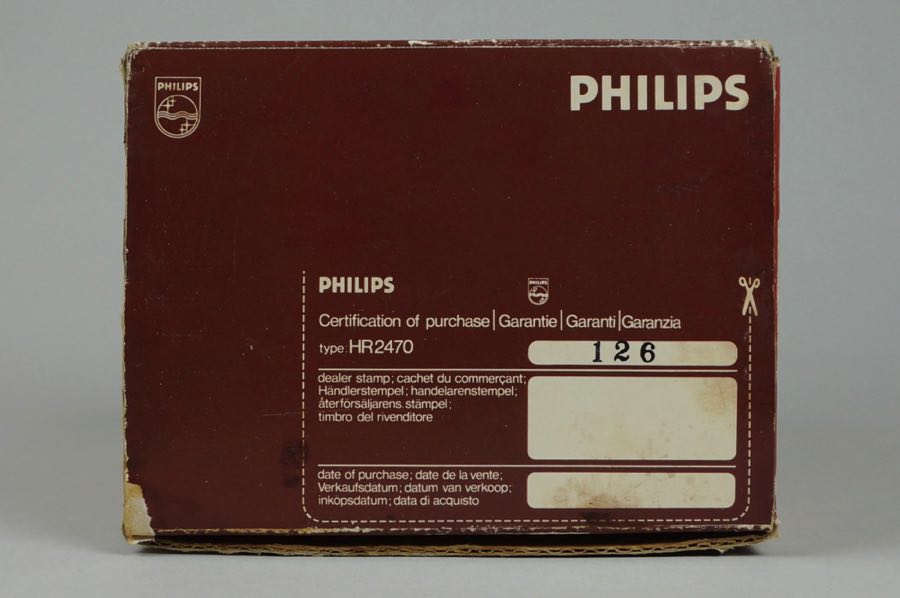 PHILIPS
PHILIPS
PHILIPS
PHILIPS
Certification of purchase | Garantie | Garanti | Garanzia
type: HR2470
126
dealer stamp; cachet du commerçant;
Händlerstempel; handelarenstempel;
återförsäljarens stämpel;
timbro del rivenditore
date of purchase; date de la vente;
Verkaufsdatum; datum van verkoop;
inköpsdatum; data di acquisto